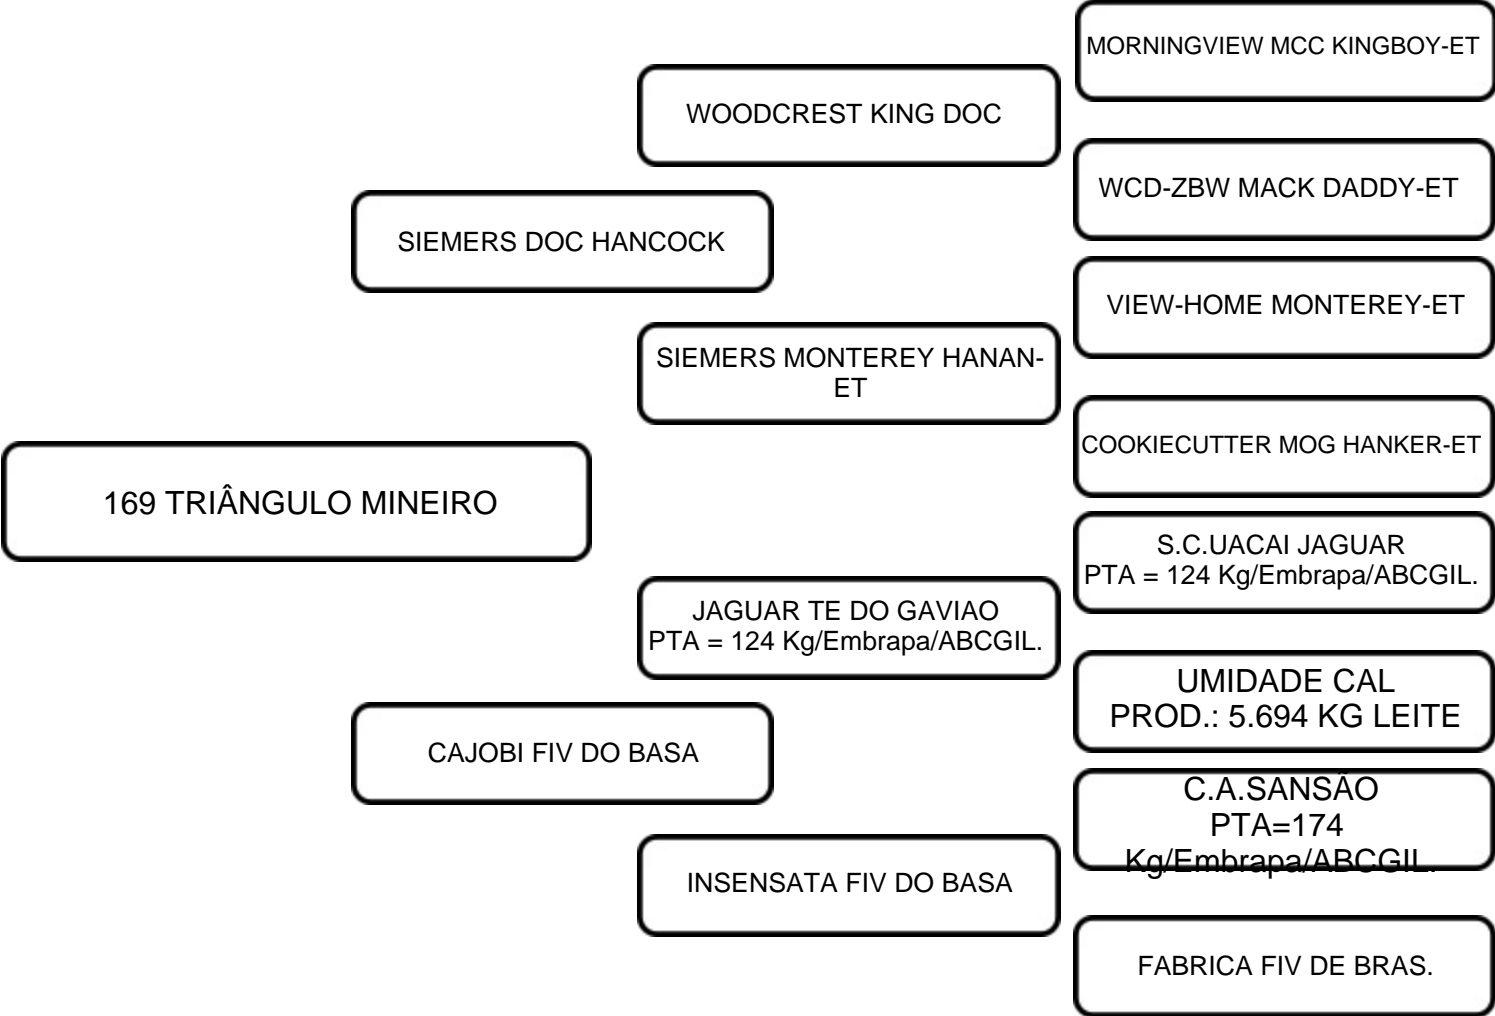 MORNINGVIEW MCC KINGBOY-ET
WOODCREST KING DOC
WCD-ZBW MACK DADDY-ET
SIEMERS DOC HANCOCK
VIEW-HOME MONTEREY-ET
SIEMERS MONTEREY HANAN-
ET
COOKIECUTTER MOG HANKER-ET
169 TRIÂNGULO MINEIRO
S.C.UACAI JAGUAR
PTA = 124 Kg/Embrapa/ABCGIL.
JAGUAR TE DO GAVIAO
PTA = 124 Kg/Embrapa/ABCGIL.
UMIDADE CAL
PROD.: 5.694 KG LEITE
CAJOBI FIV DO BASA
C.A.SANSÃO
PTA=174
Kg/Embrapa/ABCGIL.
INSENSATA FIV DO BASA
FABRICA FIV DE BRAS.